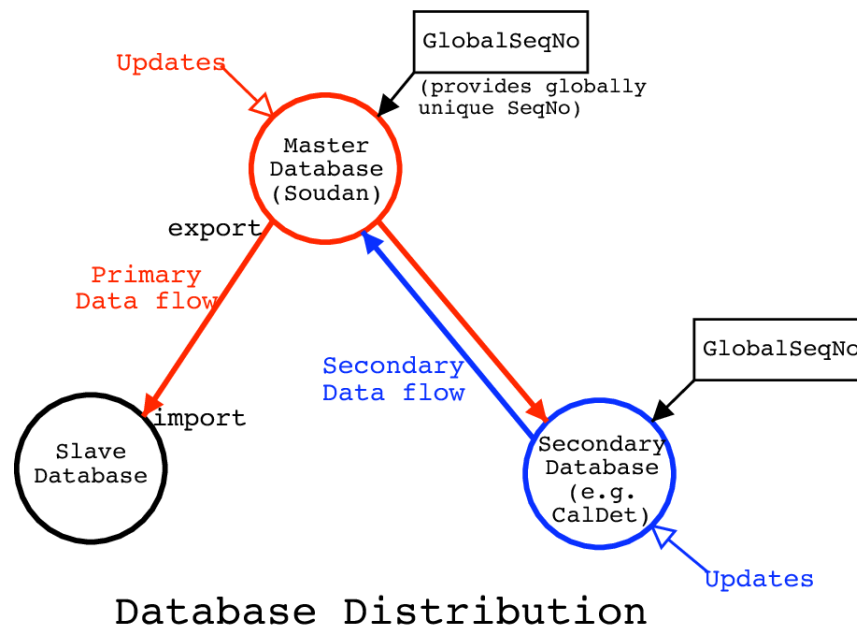 GlobalSeqNo
Updates
(provides globally
unique SeqNo)
Master
Database
(Soudan)
export
Primary
Data flow
GlobalSeqNo
Secondary
Data flow
import
Slave
Database
Secondary
Database
(e.g.
CalDet)
Updates
Database Distribution